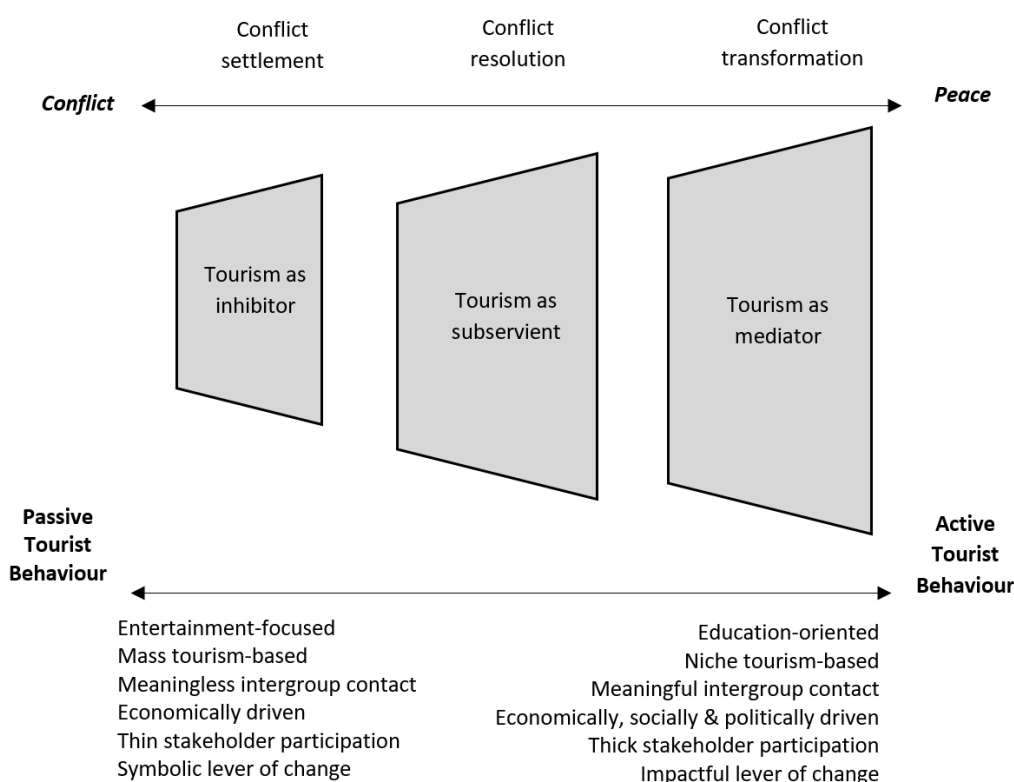 Conflict
settlement
Conflict
resolution
Conflict
transformation
Conflict
Peace
Tourism as
inhibitor
Tourism as
subservient
Tourism as
mediator
Passive
Tourist
Behaviour
Active
Tourist
Behaviour
Entertainment-focused
Mass tourism-based
Meaningless intergroup contact
Economically driven
Thin stakeholder participation
Symbolic lever of change
Education-oriented
Niche tourism-based
Meaningful intergroup contact
Economically, socially & politically driven
Thick stakeholder participation
Impactful lever of change